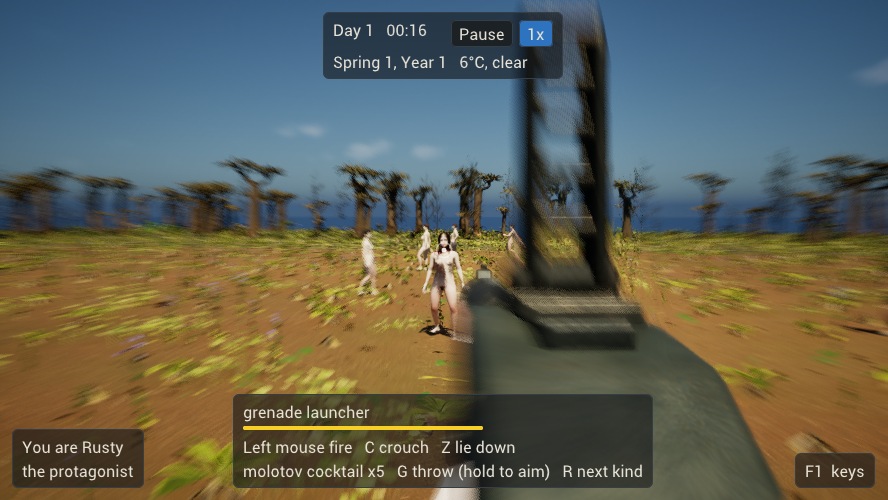 Day 1 00:16 Pause 1x
Spring 1, Year 1 6°C, clear
grenade launcher
Left mouse fire C crouch Z lie down
molotov cocktail x5 G throw (hold to aim) R next kind
You are Rusty
the protagonist
F1 keys